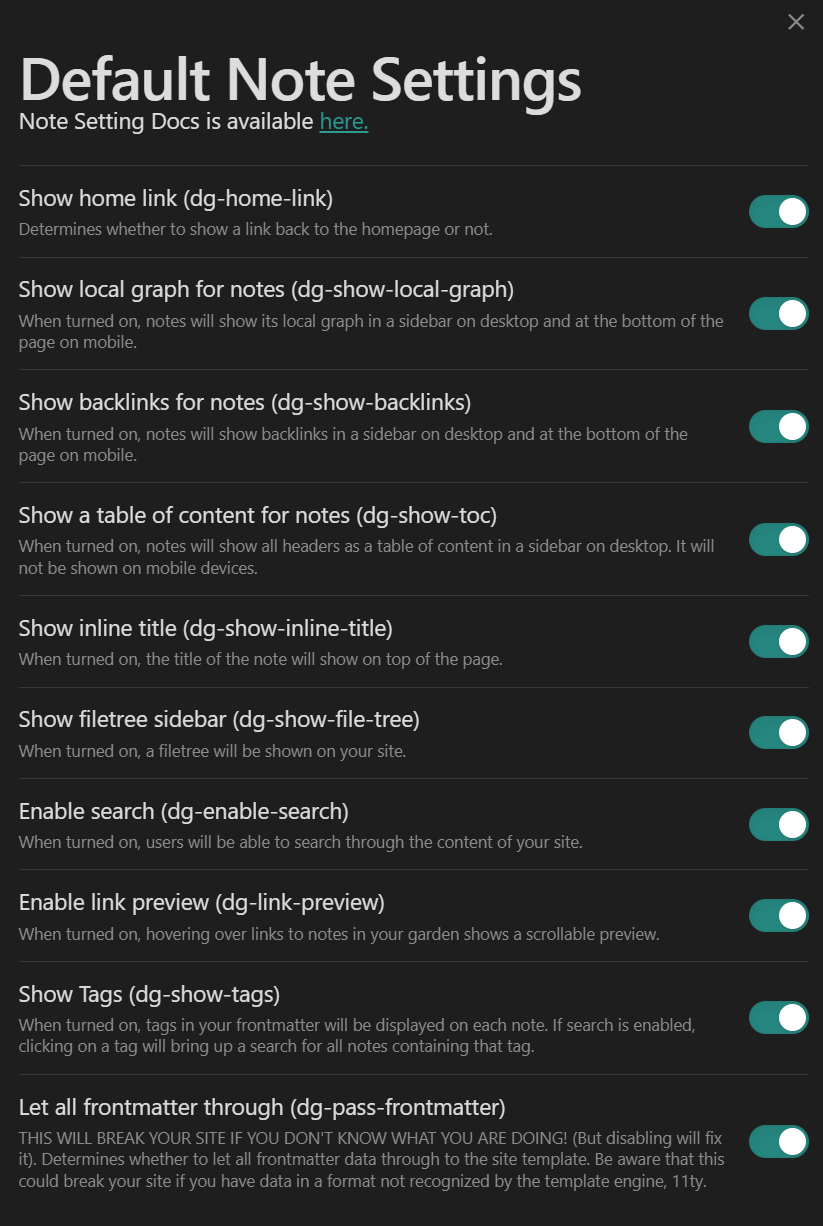 Default Note Settings
Note Setting Docs is available here.
Show home link (dg-home-link)
Determines whether to show a link back to the homepage or not.
Show local graph for notes (dg-show-local-graph)
When turned on, notes will show its local graph in a sidebar on desktop and at the bottom of the
page on mobile.
Show backlinks for notes (dg-show-backlinks)
When turned on, notes will show backlinks in a sidebar on desktop and at the bottom of the
page on mobile.
Show a table of content for notes (dg-show-toc)
When turned on, notes will show all headers as a table of content in a sidebar on desktop. It will
not be shown on mobile devices.
Show inline title (dg-show-inline-title)
When turned on, the title of the note will show on top of the page.
Show filetree sidebar (dg-show-file-tree)
When turned on, a filetree will be shown on your site.
Enable search (dg-enable-search)
When turned on, users will be able to search through the content of your site.
Enable link preview (dg-link-preview)
When turned on, hovering over links to notes in your garden shows a scrollable preview.
Show Tags (dg-show-tags)
When turned on, tags in your frontmatter will be displayed on each note. If search is enabled,
clicking on a tag will bring up a search for all notes containing that tag.
Let all frontmatter through (dg-pass-frontmatter)
THIS WILL BREAK YOUR SITE IF YOU DON'T KNOW WHAT YOU ARE DOING! (But disabling will fix
it). Determines whether to let all frontmatter data through to the site template. Be aware that this
could break your site if you have data in a format not recognized by the template engine, 11ty.